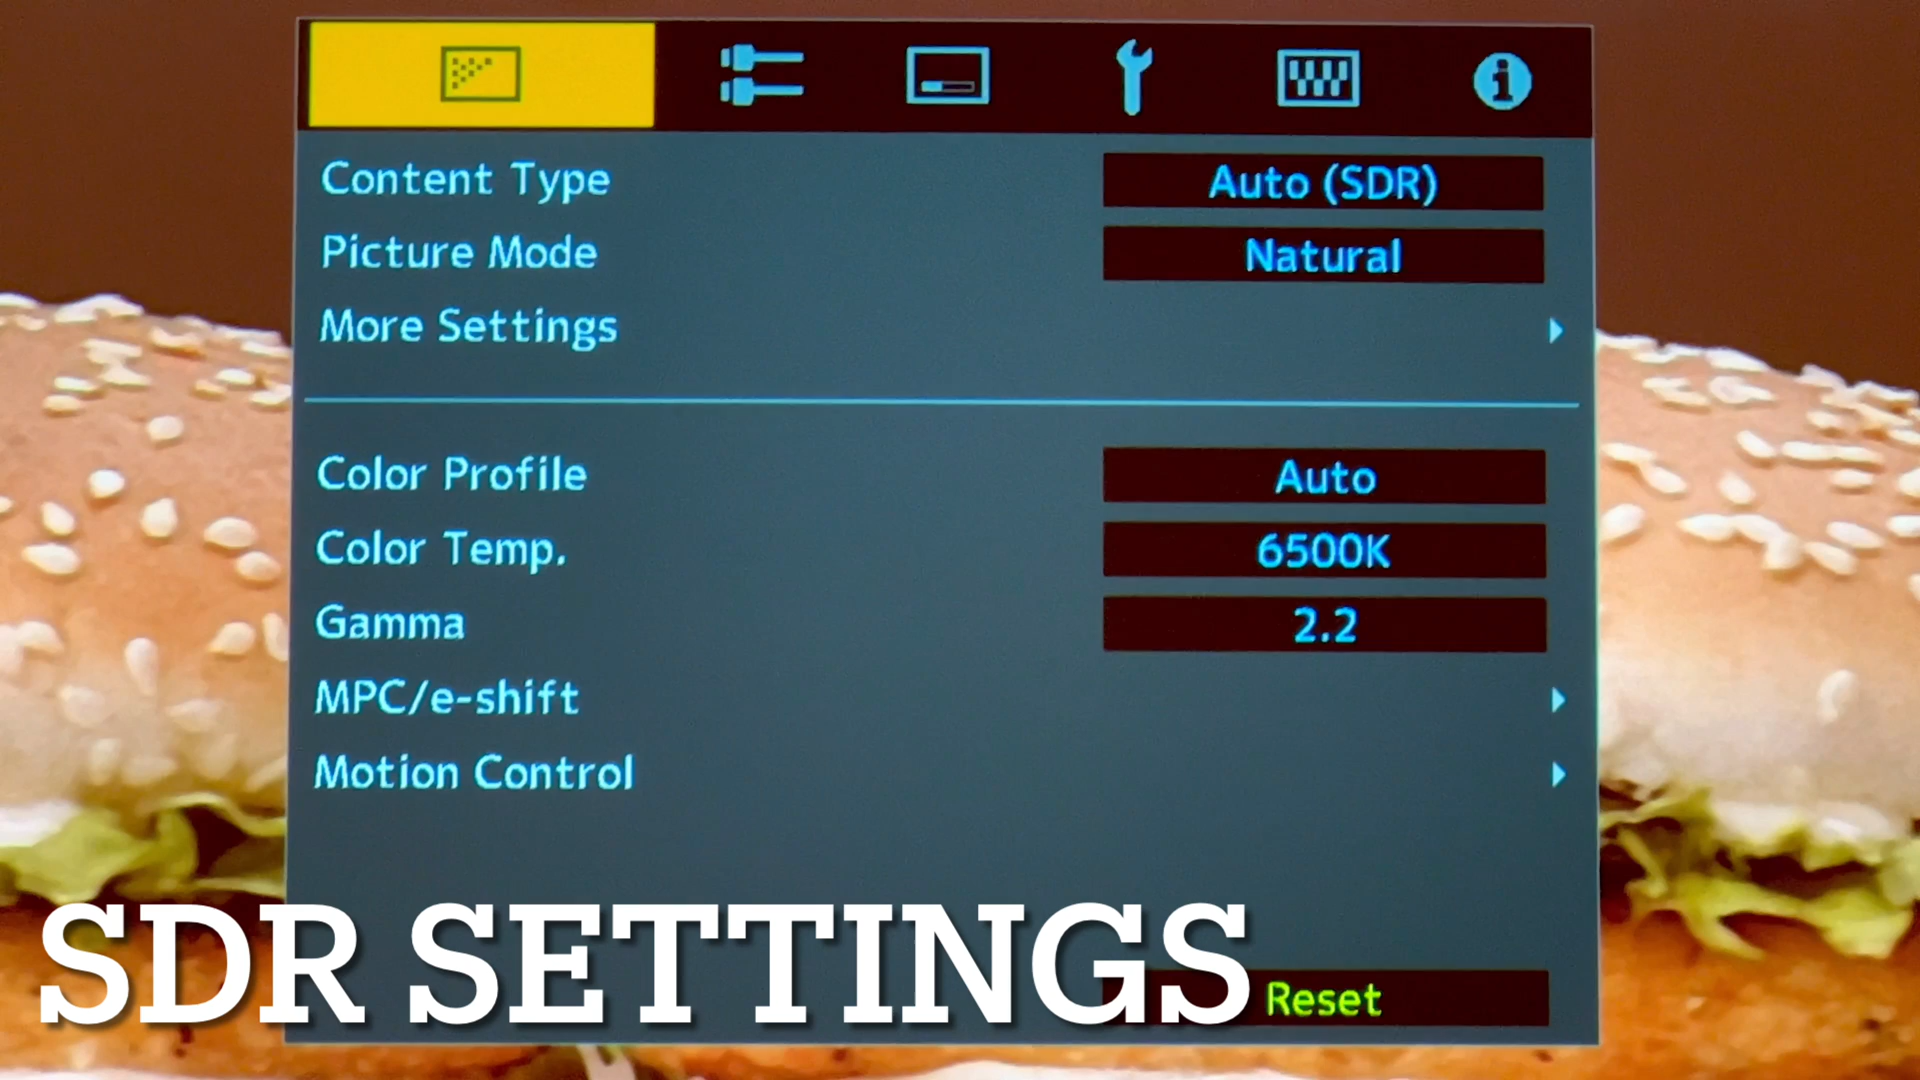 Content Type Auto (SDR)
Picture Mode Natural
More Settings
Color Profile Auto
Color Temp. 6500K
Gamma 2.2
MPC/e-shift
Motion Control
SDR SETTINGS
Reset